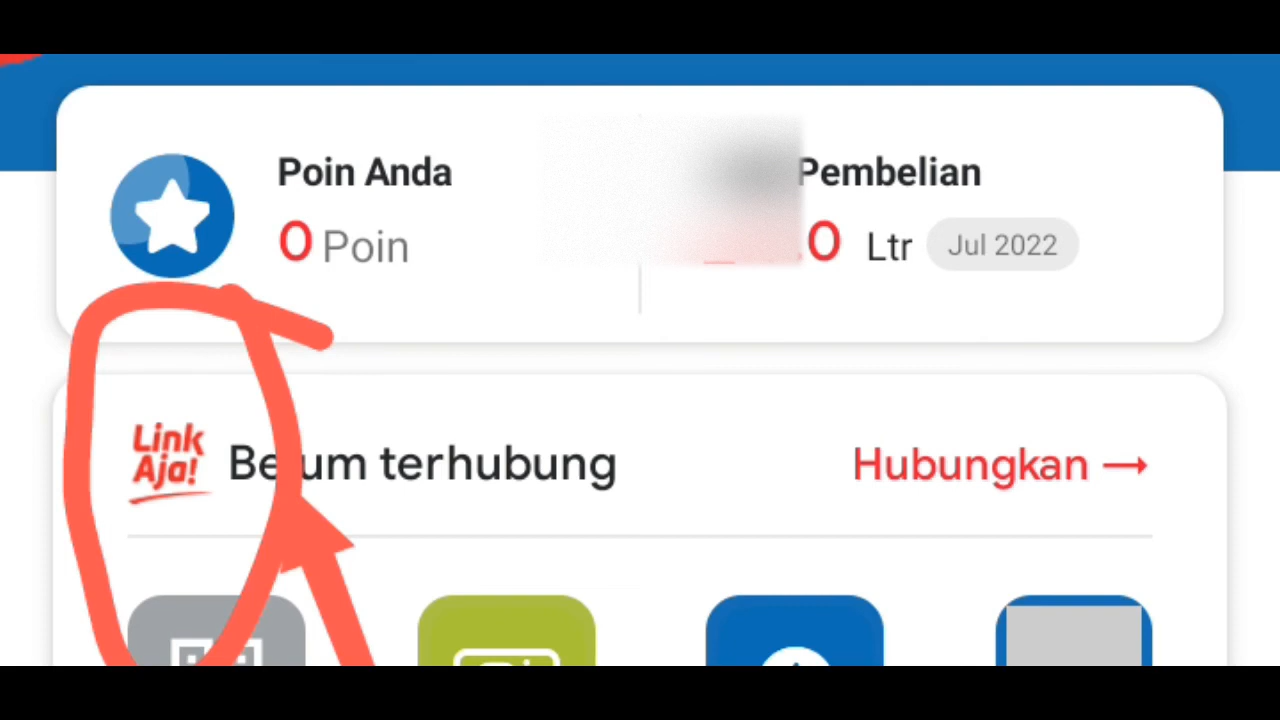 Poin Anda
0 Poin
Pembelian
0 Ltr Jul 2022
Link
Aja!
Belum terhubung
Hubungkan →